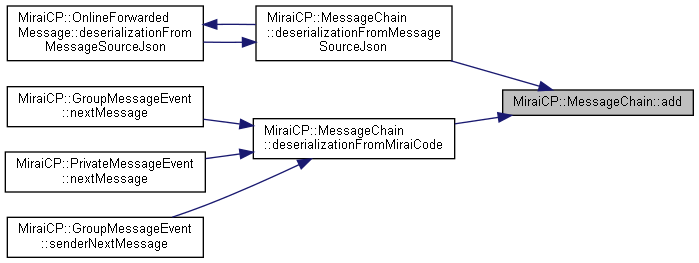 MiraiCP::OnlineForwarded
Message::deserializationFrom
MessageSourceJson
MiraiCP::MessageChain
::deserializationFromMessage
SourceJson
MiraiCP::MessageChain::add
MiraiCP::GroupMessageEvent
::nextMessage
MiraiCP::MessageChain
::deserializationFromMiraiCode
MiraiCP::PrivateMessageEvent
::nextMessage
MiraiCP::GroupMessageEvent
::senderNextMessage